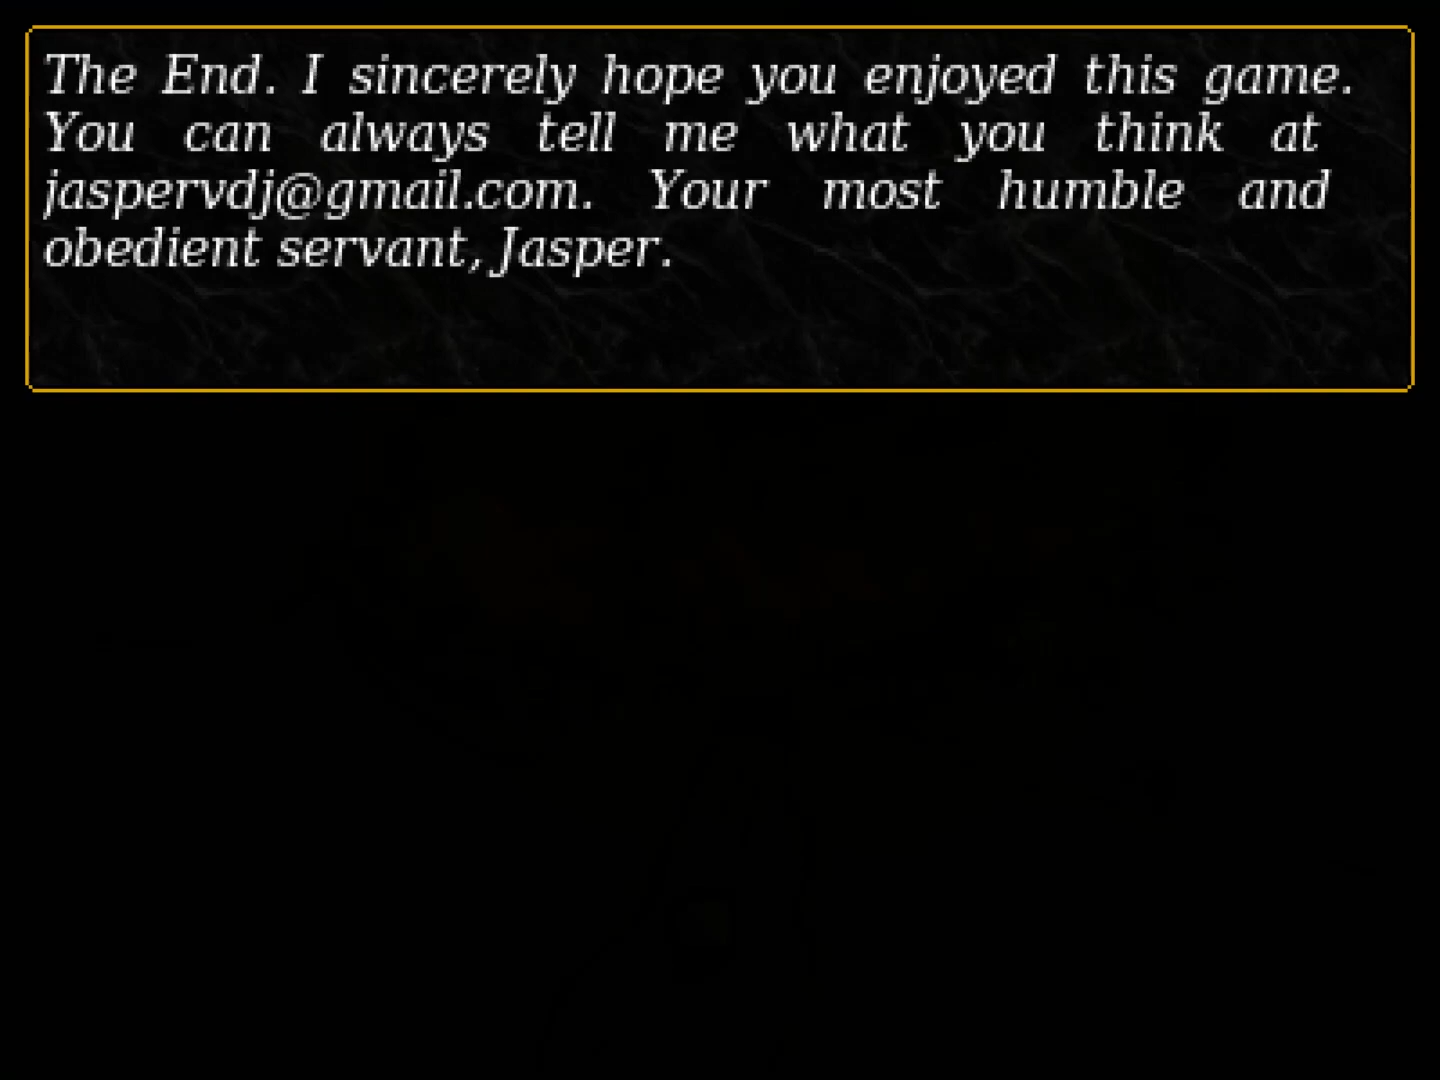 The End. I sincerely hope you enjoyed this game.
You can always tell me what you think at
jaspervdj@gmail.com. Your most humble and
obedient servant, Jasper.